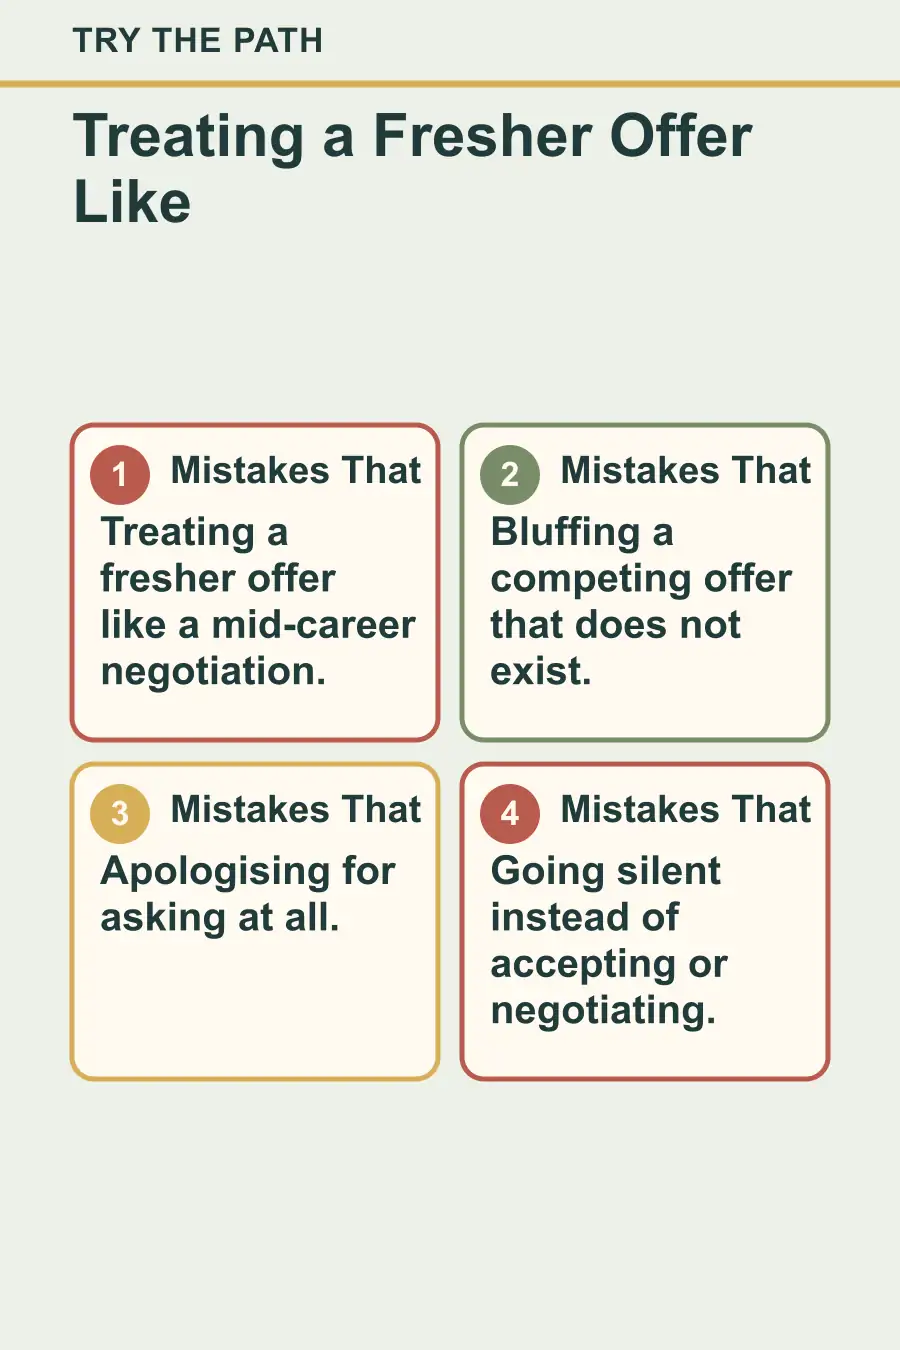 TRY THE PATH
Treating a Fresher Offer
Like
1 Mistakes That
Treating a
fresher offer
like a mid-career
negotiation.
2 Mistakes That
Bluffing a
competing offer
that does not
exist.
3 Mistakes That
Apologising for
asking at all.
4 Mistakes That
Going silent
instead of
accepting or
negotiating.